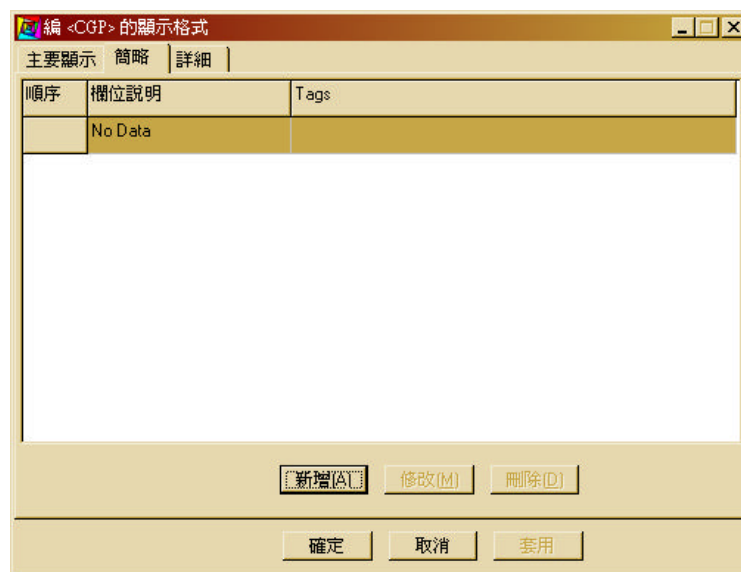 編 <CGP> 的顯示格式
主要顯示 簡略 詳細
順序 欄位説明 Tags
No Data
新增(A) 修改(M) 刪除(D)
確定 取消 套用